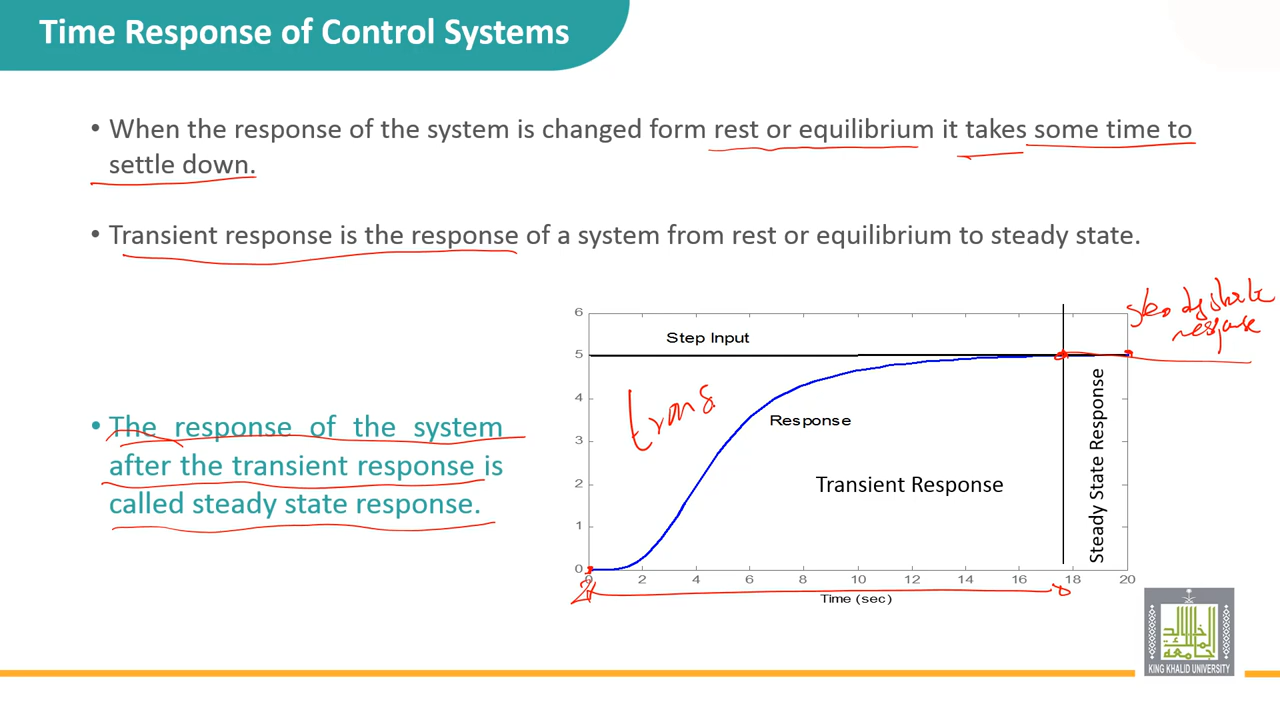 Time Response of Control Systems
• When the response of the system is changed form rest or equilibrium it takes some time to
settle down.
• Transient response is the response of a system from rest or equilibrium to steady state.
• The response of the system
after the transient response is
called steady state response.
6
5
4
3
2
1
0
Step Input
Response
Transient Response
Steady State Response
trans
steady state
response
0 2 4 6 8 10 12 14 16 18 20
Time (sec)
جامعة الملك خالد
KING KHALID UNIVERSITY